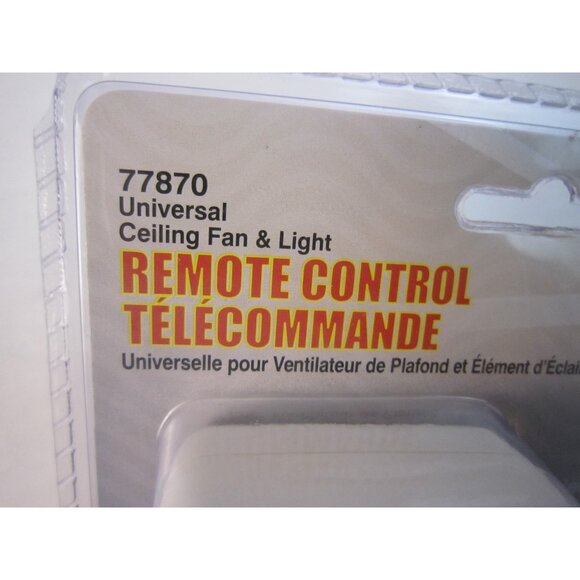 77870
Universal
Ceiling Fan & Light
REMOTE CONTROL
TÉLÉCOMMANDE
Universelle pour Ventilateur de Plafond et Élément